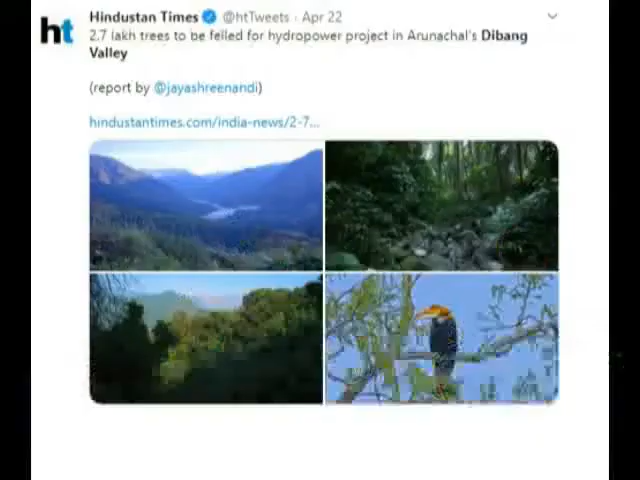 ht Hindustan Times @htTweets · Apr 22
2.7 lakh trees to be felled for hydropower project in Arunachal's Dibang
Valley
(report by @jayashreenandi)
hindustantimes.com/india-news/2-7...